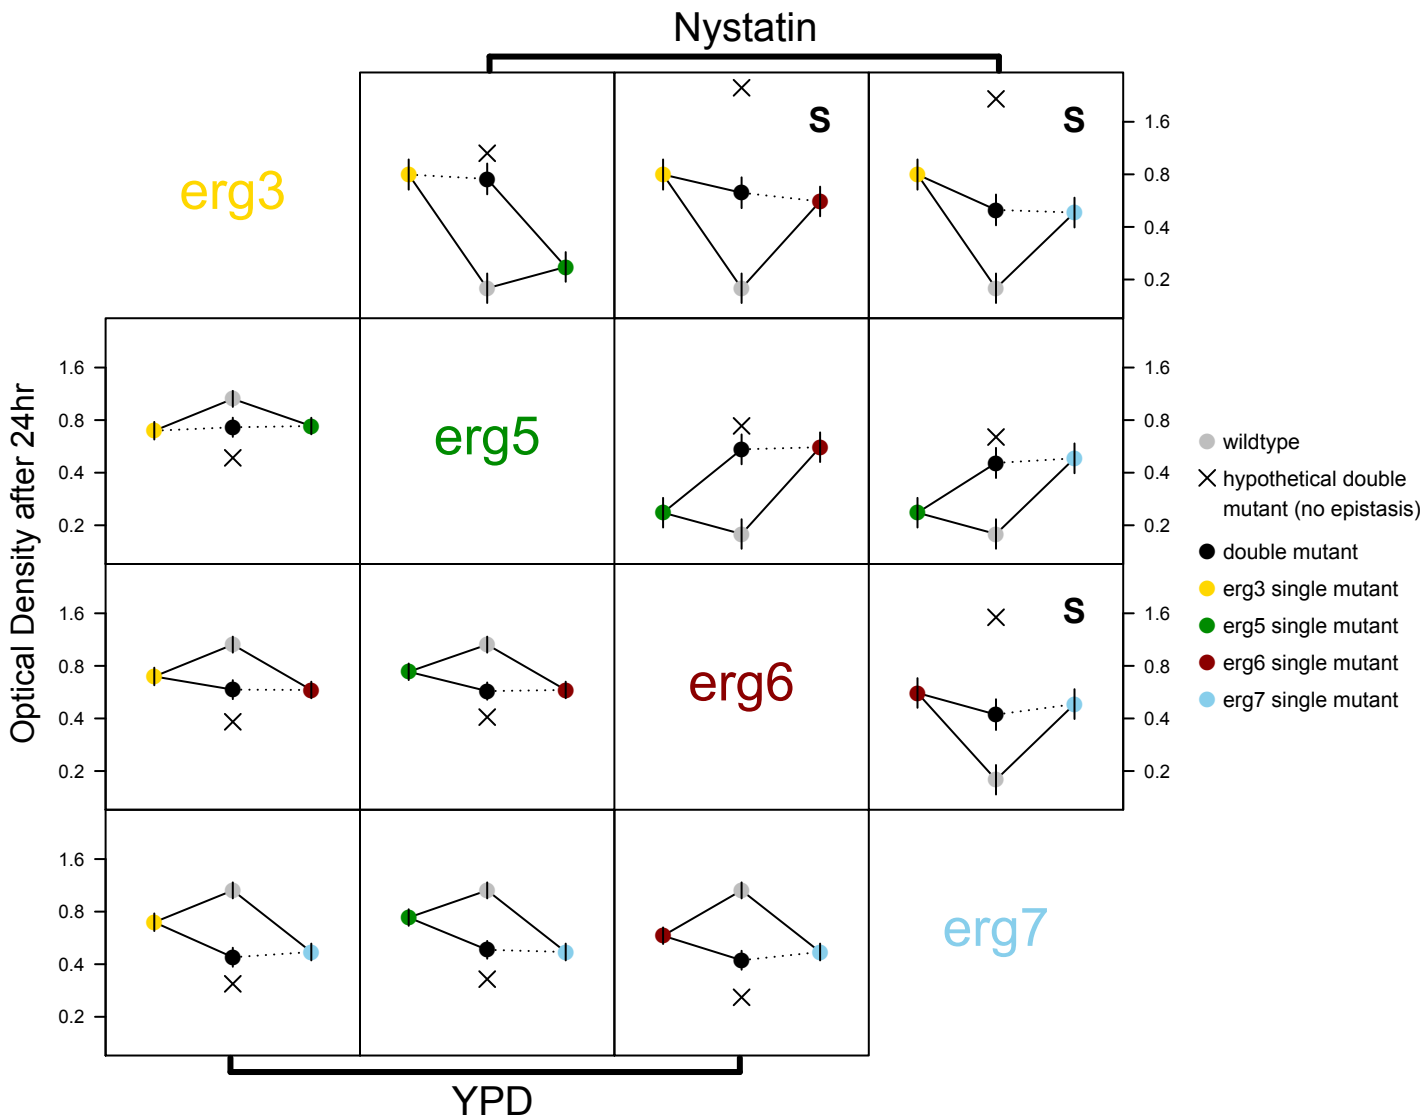 Nystatin
erg3
S
S
1.6
0.8
0.4
0.2
Optical Density after 24hr
1.6
0.8
0.4
0.2
erg5
1.6
0.8
0.4
0.2
wildtype
hypothetical double
mutant (no epistasis)
double mutant
erg3 single mutant
erg5 single mutant
erg6 single mutant
erg7 single mutant
1.6
0.8
0.4
0.2
erg6
S
1.6
0.8
0.4
0.2
1.6
0.8
0.4
0.2
erg7
YPD